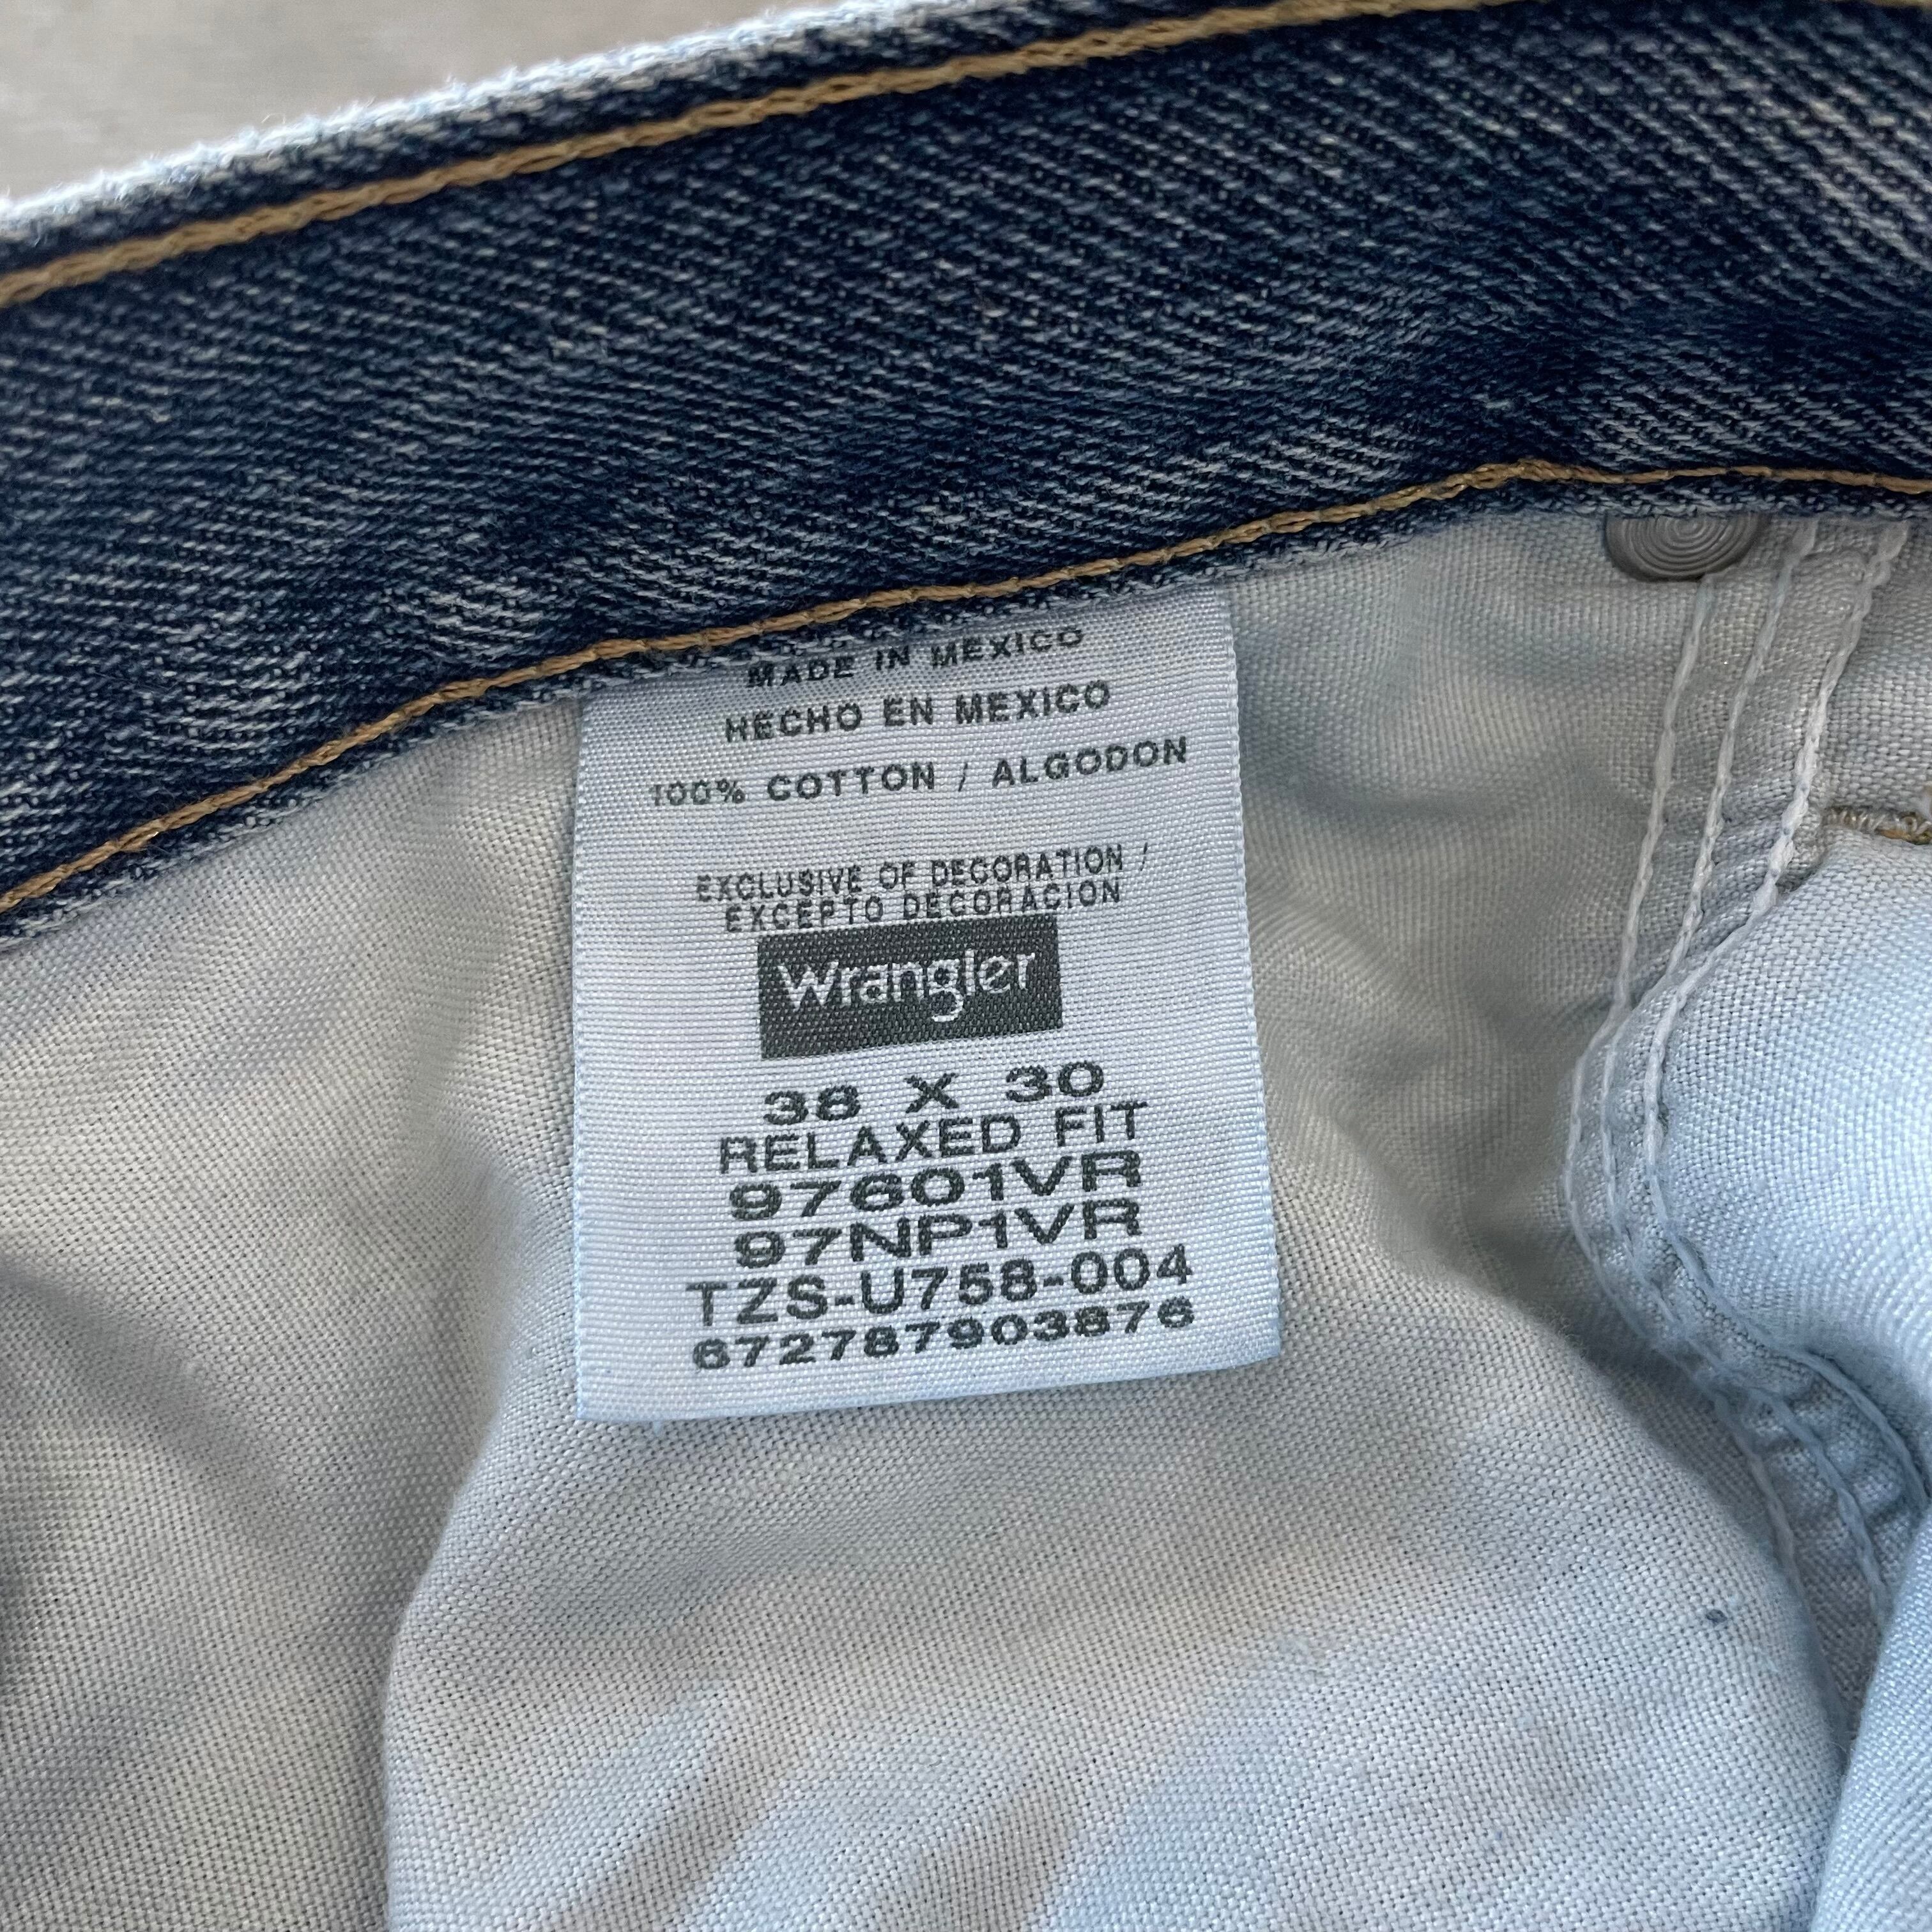 MADE IN MEXICO
HECHO EN MEXICO
100% COTTON / ALGODON
EXCLUSIVE OF DECORATION /
EXCEPTO DECORACION
Wrangler
38 X 30
RELAXED FIT
97601VR
97NP1VR
TZS-U758-004
672787903876